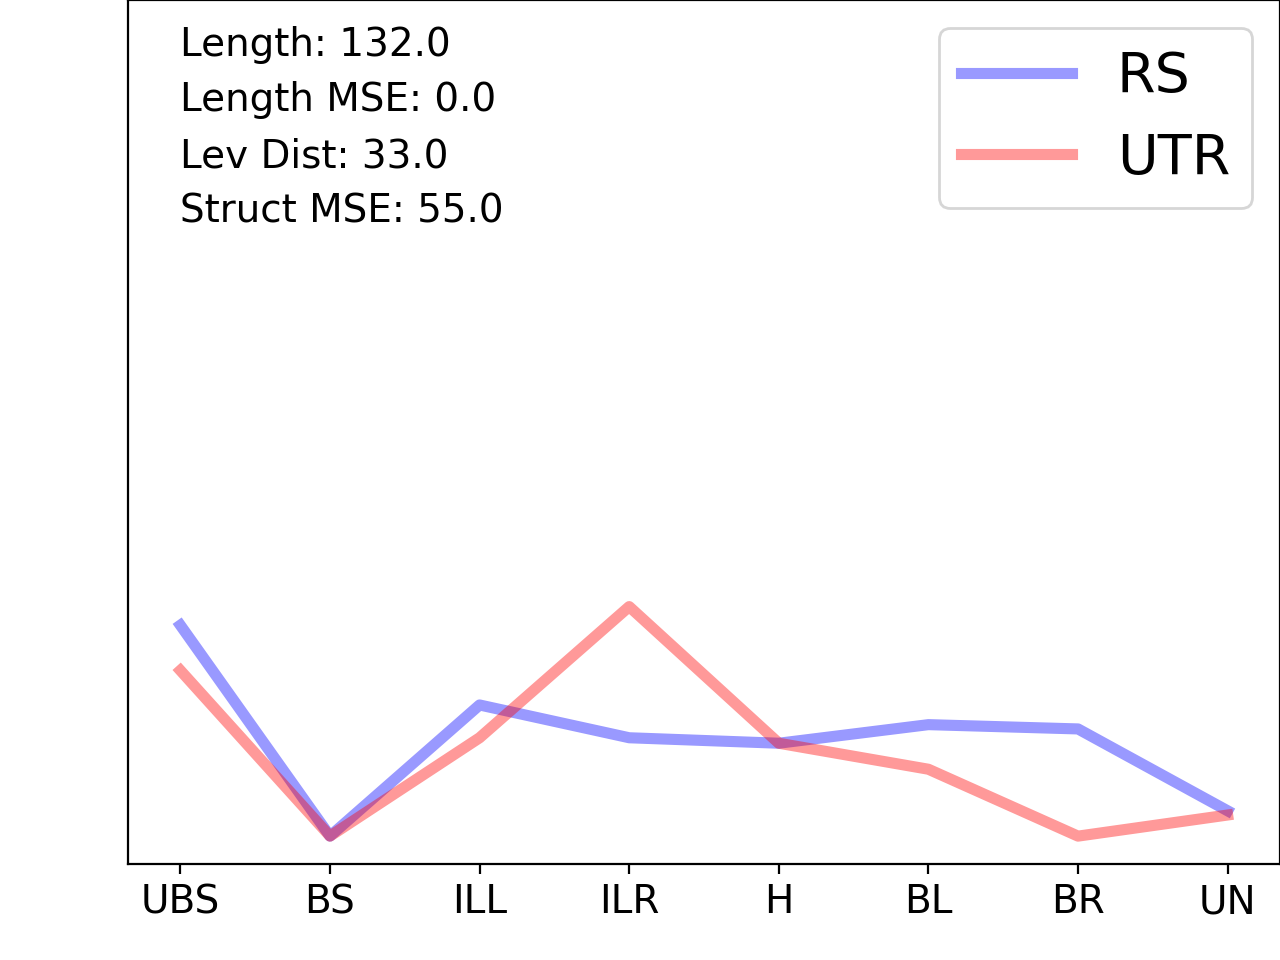 Length: 132.0
Length MSE: 0.0
Lev Dist: 33.0
Struct MSE: 55.0
RS
UTR
UBS BS ILL ILR H BL BR UN